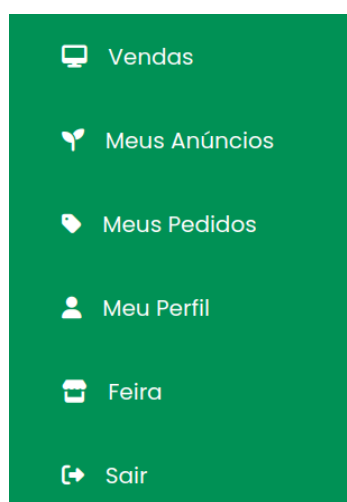 Vendas
Meus Anúncios
Meus Pedidos
Meu Perfil
Feira
Sair